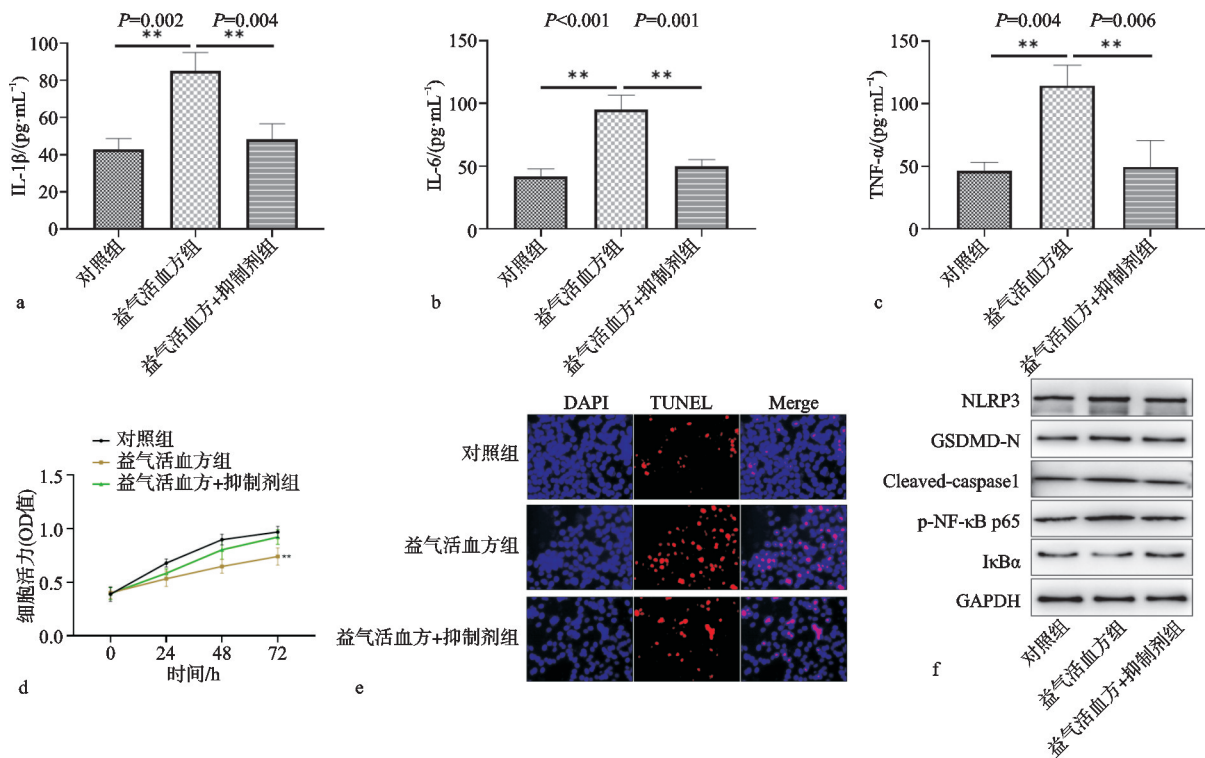 P=0.002 P=0.004
** **
100
80
60
40
20
0
IL-1β/(pg·mL⁻¹)
对照组
益气活血方组
益气活血方+抑制剂组
a
P<0.001 P=0.001
** **
150
100
50
0
IL-6/(pg·mL⁻¹)
对照组
益气活血方组
益气活血方+抑制剂组
b
P=0.004 P=0.006
** **
150
100
50
0
TNF-α/(pg·mL⁻¹)
对照组
益气活血方组
益气活血方+抑制剂组
c
对照组
益气活血方组
益气活血方+抑制剂组
1.5
1.0
0.5
0.0
细胞活力(OD值)
**
0 24 48 72
时间/h
d
DAPI TUNEL Merge
对照组
益气活血方组
益气活血方+抑制剂组
e
NLRP3
GSDMD-N
Cleaved-caspase1
p-NF-κB p65
IκBα
GAPDH
对照组
益气活血方组
益气活血方+抑制剂组
f